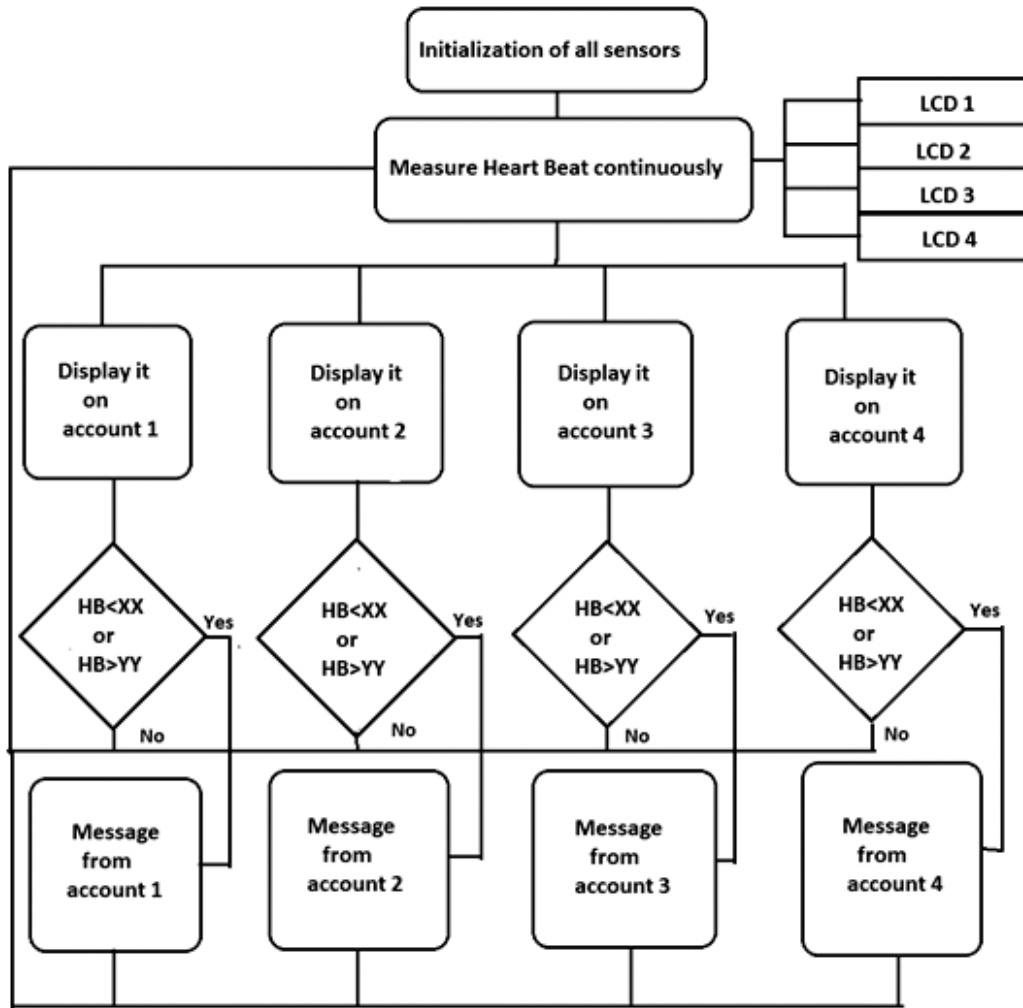 Initialization of all sensors
Measure Heart Beat continuously
LCD 1
LCD 2
LCD 3
LCD 4
Display it
on
account 1
Display it
on
account 2
Display it
on
account 3
Display it
on
account 4
HB<XX
or
HB>YY
Yes
No
HB<XX
or
HB>YY
Yes
No
HB<XX
or
HB>YY
Yes
No
HB<XX
or
HB>YY
Yes
No
Message
from
account 1
Message
from
account 2
Message
from
account 3
Message
from
account 4